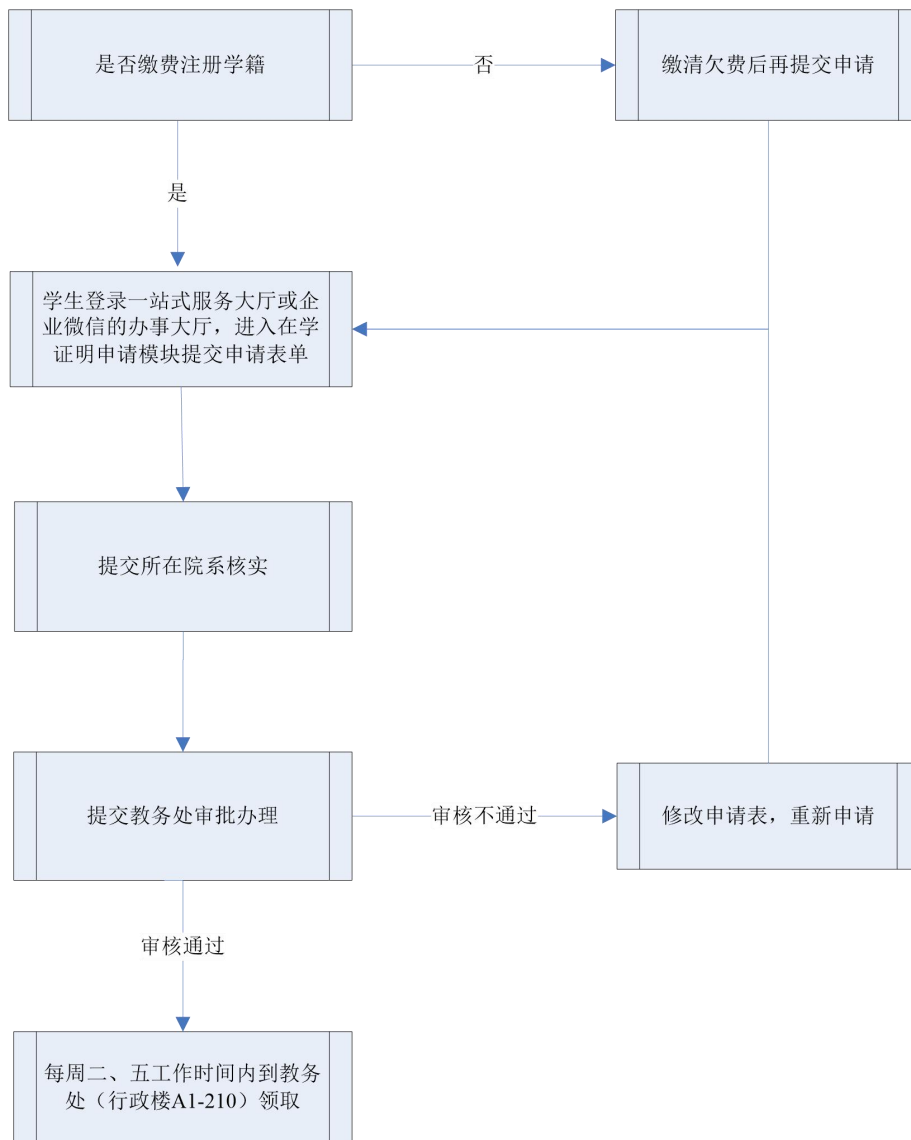 是否缴费注册学籍
否
缴清欠费后再提交申请
是
学生登录一站式服务大厅或企
业微信的办事大厅，进入在学
证明申请模块提交申请表单
提交所在院系核实
提交教务处审批办理
审核不通过
修改申请表，重新申请
审核通过
每周二、五工作时间内到教务
处（行政楼A1-210）领取